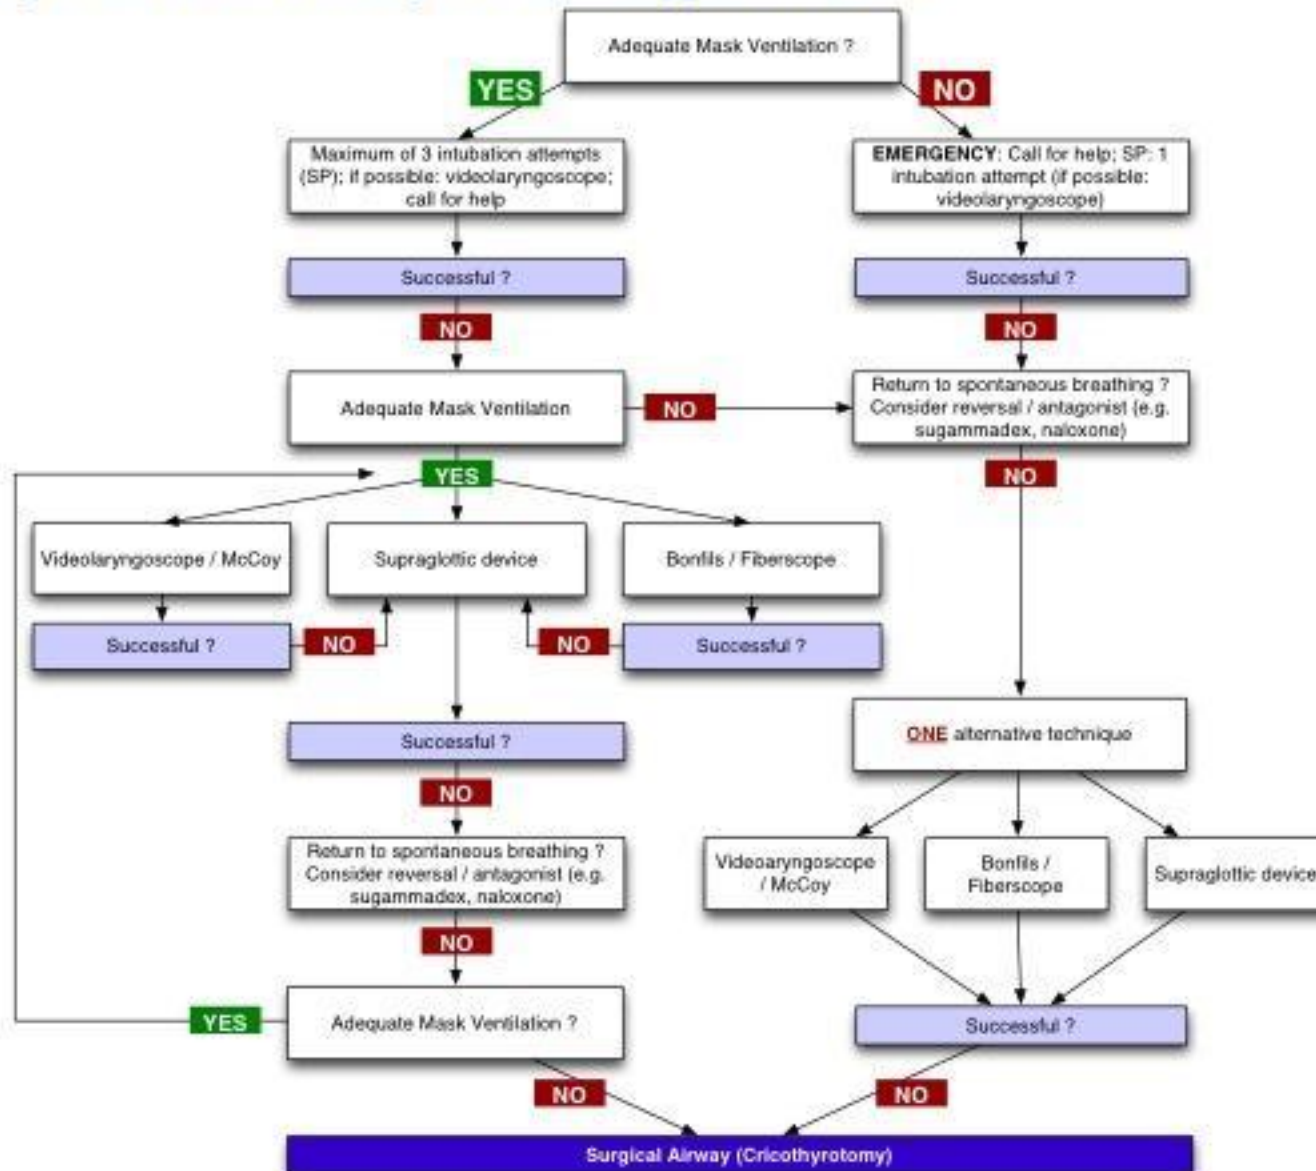 Adequate Mask Ventilation ?
YES
NO
Maximum of 3 intubation attempts
(SP); if possible: videolaryngoscope;
call for help
EMERGENCY: Call for help; SP: 1
intubation attempt (if possible:
videolaryngoscope)
Successful ?
Successful ?
NO
NO
Adequate Mask Ventilation
NO
Return to spontaneous breathing ?
Consider reversal / antagonist (e.g.
sugammadex, naloxone)
YES
NO
Videolaryngoscope / McCoy
Supraglottic device
Bonfils / Fiberscope
Successful ?
NO
NO
Successful ?
ONE alternative technique
Successful ?
NO
Return to spontaneous breathing ?
Consider reversal / antagonist (e.g.
sugammadex, naloxone)
Videoaryngoscope
/ McCoy
Bonfils /
Fiberscope
Supraglottic device
NO
YES
Adequate Mask Ventilation ?
Successful ?
NO
NO
Surgical Airway (Cricothyrotomy)